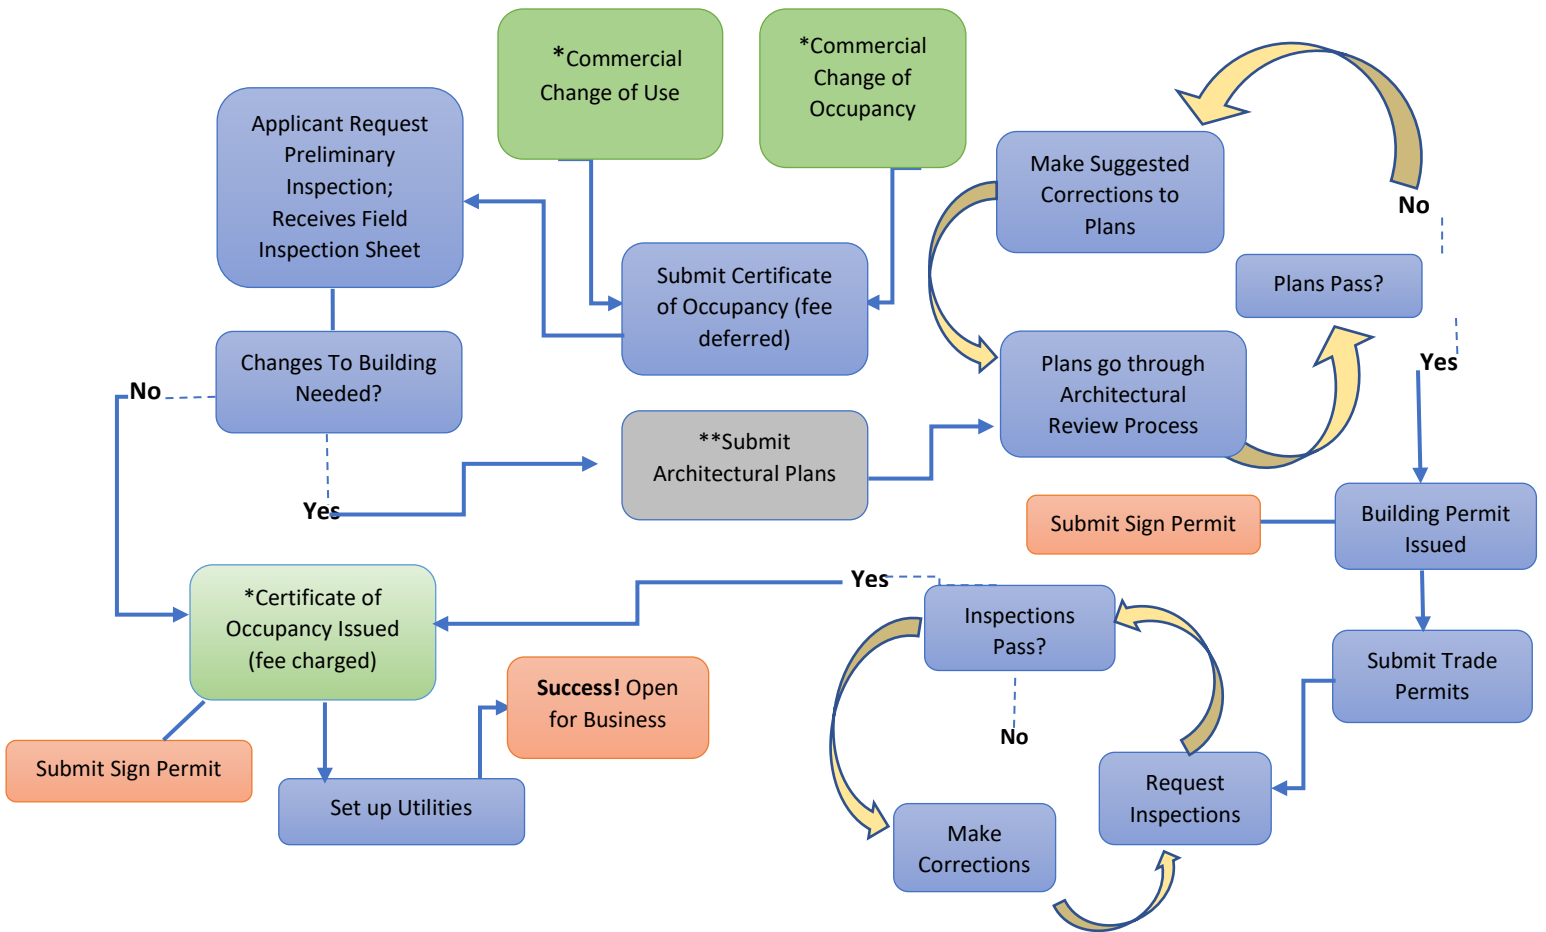 *Commercial
Change of Use
*Commercial
Change of
Occupancy
Applicant Request
Preliminary
Inspection;
Receives Field
Inspection Sheet
Submit Certificate
of Occupancy (fee
deferred)
Make Suggested
Corrections to
Plans
No
Plans Pass?
Yes
Changes To Building
Needed?
No
Yes
**Submit
Architectural Plans
Plans go through
Architectural
Review Process
Submit Sign Permit
Building Permit
Issued
Submit Trade
Permits
Yes
Inspections
Pass?
No
Request
Inspections
Make
Corrections
*Certificate of
Occupancy Issued
(fee charged)
Success! Open
for Business
Submit Sign Permit
Set up Utilities